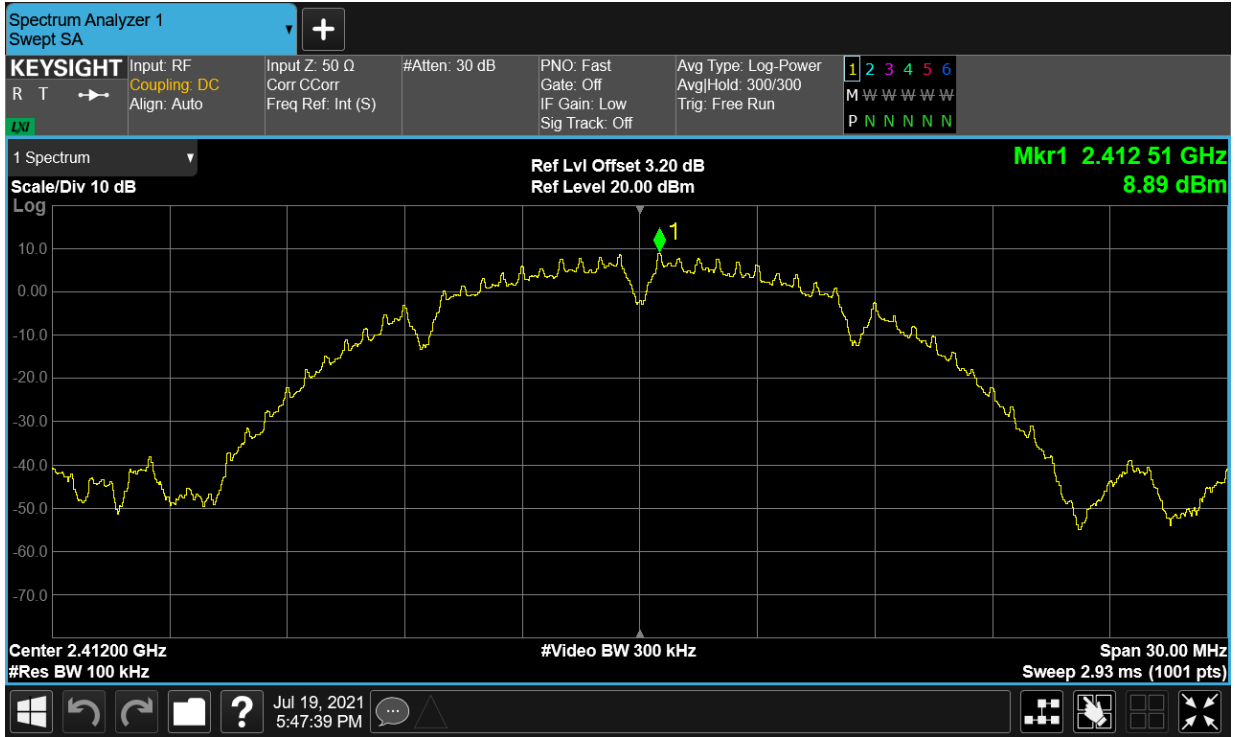 Spectrum Analyzer 1
Swept SA
KEYSIGHT
R T
LXI
Input: RF
Coupling: DC
Align: Auto
Input Z: 50 Ω
Corr CCorr
Freq Ref: Int (S)
#Atten: 30 dB
PNO: Fast
Gate: Off
IF Gain: Low
Sig Track: Off
Avg Type: Log-Power
Avg|Hold: 300/300
Trig: Free Run
1 2 3 4 5 6
M W W W W W
P N N N N N
1 Spectrum
Scale/Div 10 dB
Log
Ref Lvl Offset 3.20 dB
Ref Level 20.00 dBm
Mkr1 2.412 51 GHz
8.89 dBm
1
10.0
0.00
-10.0
-20.0
-30.0
-40.0
-50.0
-60.0
-70.0
Center 2.41200 GHz
#Res BW 100 kHz
#Video BW 300 kHz
Span 30.00 MHz
Sweep 2.93 ms (1001 pts)
?
Jul 19, 2021
5:47:39 PM